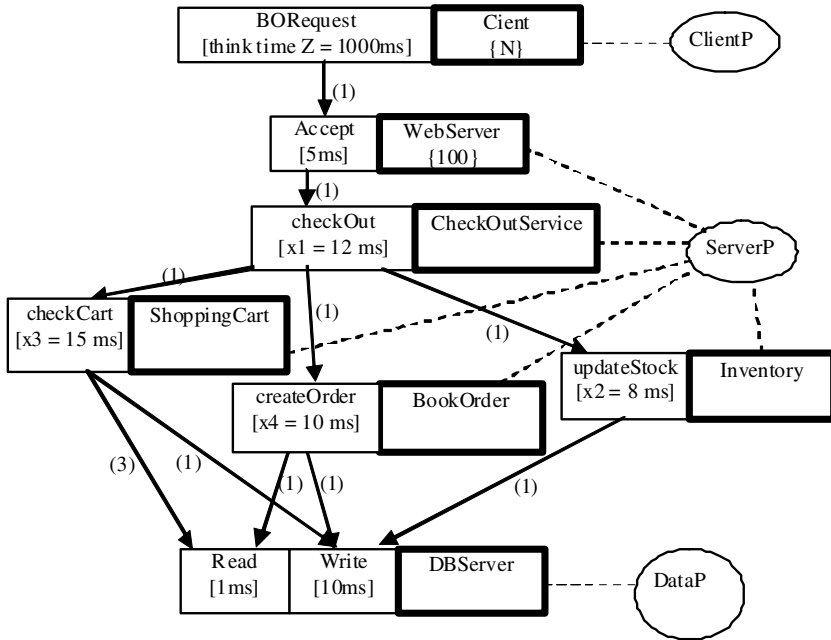 BORequest
[think time Z = 1000ms]
Cient
{N}
ClientP
(1)
Accept
[5ms]
WebServer
{100}
(1)
checkOut
[x1 = 12 ms]
CheckOutService
ServerP
(1)
(1)
(1)
checkCart
[x3 = 15 ms]
ShoppingCart
updateStock
[x2 = 8 ms]
Inventory
createOrder
[x4 = 10 ms]
BookOrder
(3)
(1)
(1)
(1)
(1)
Read
[1ms]
Write
[10ms]
DBServer
DataP